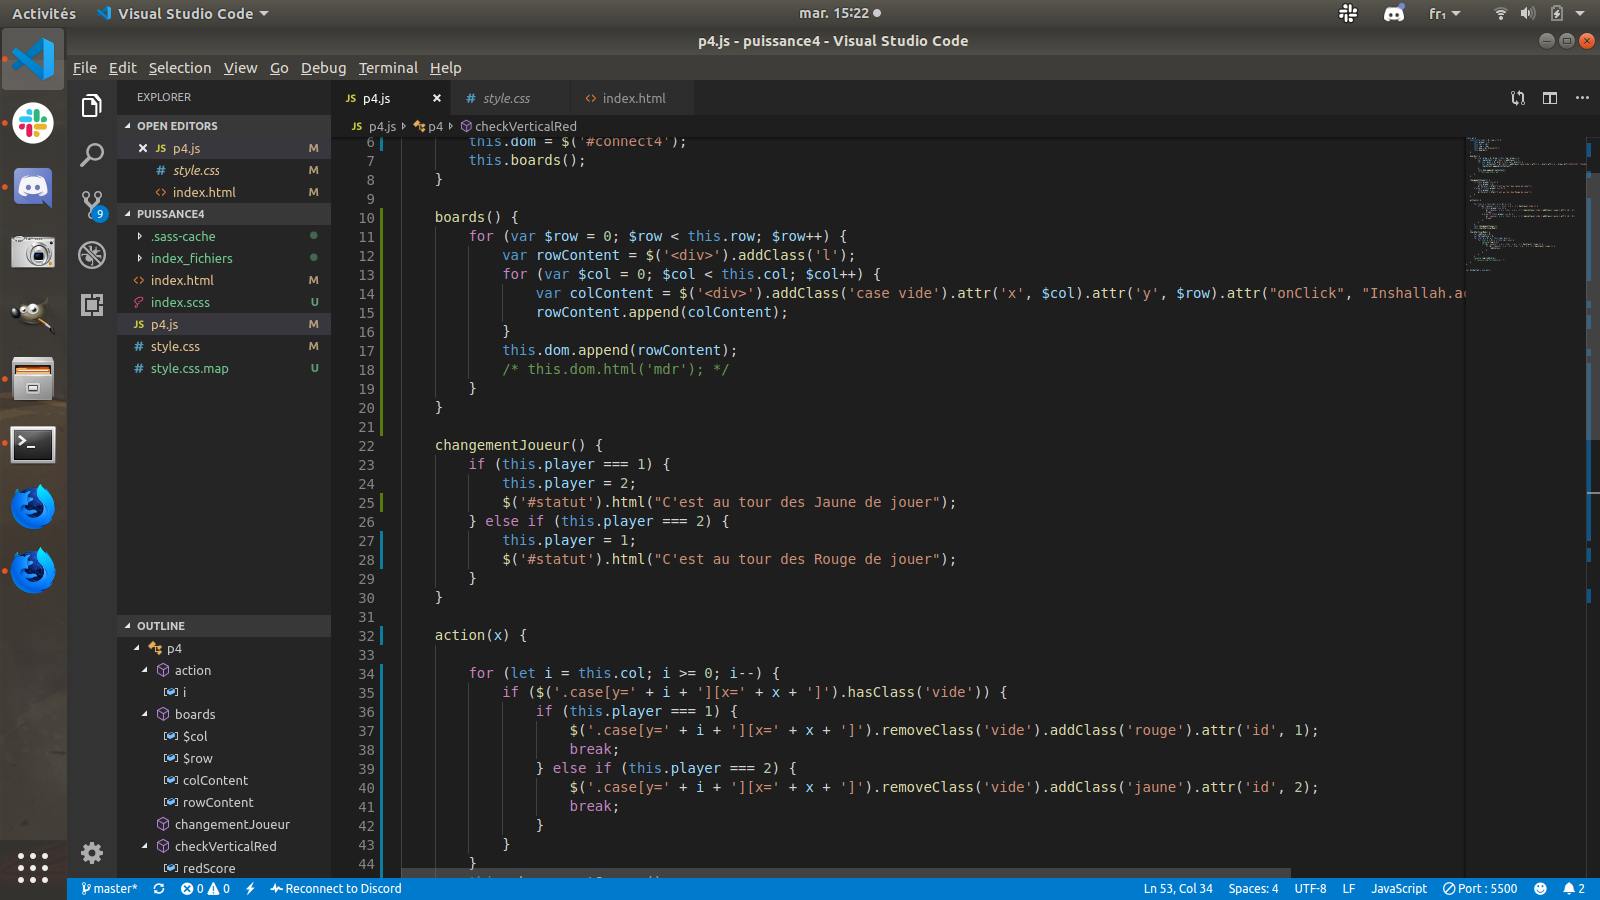 Activités
Visual Studio Code
mar. 15:22
fr₁
p4.js - puissance4 - Visual Studio Code
File Edit Selection View Go Debug Terminal Help
EXPLORER
OPEN EDITORS
JS p4.js M
# style.css M
<> index.html M
PUISSANCE4
.sass-cache
index_fichiers
<> index.html M
index.scss U
JS p4.js M
# style.css M
# style.css.map U
9
OUTLINE
p4
action
i
boards
$col
$row
colContent
rowContent
changementJoueur
checkVerticalRed
redScore
JS p4.js
# style.css
<> index.html
JS p4.js p4 checkVerticalRed
6 this.dom = $('#connect4');
7 this.boards();
8 }
9
10 boards() {
11 for (var $row = 0; $row < this.row; $row++) {
12 var rowContent = $('<div>').addClass('l');
13 for (var $col = 0; $col < this.col; $col++) {
14 var colContent = $('<div>').addClass('case vide').attr('x', $col).attr('y', $row).attr("onClick", "Inshallah.ac
15 rowContent.append(colContent);
16 }
17 this.dom.append(rowContent);
18 /* this.dom.html('mdr'); */
19 }
20 }
21
22 changementJoueur() {
23 if (this.player === 1) {
24 this.player = 2;
25 $('#statut').html("C'est au tour des Jaune de jouer");
26 } else if (this.player === 2) {
27 this.player = 1;
28 $('#statut').html("C'est au tour des Rouge de jouer");
29 }
30 }
31
32 action(x) {
33
34 for (let i = this.col; i >= 0; i--) {
35 if ($('.case[y=' + i + '][x=' + x + ']').hasClass('vide')) {
36 if (this.player === 1) {
37 $('.case[y=' + i + '][x=' + x + ']').removeClass('vide').addClass('rouge').attr('id', 1);
38 break;
39 } else if (this.player === 2) {
40 $('.case[y=' + i + '][x=' + x + ']').removeClass('vide').addClass('jaune').attr('id', 2);
41 break;
42 }
43 }
44 }
master* 0 0 Reconnect to Discord
Ln 53, Col 34 Spaces: 4 UTF-8 LF JavaScript Port : 5500 2